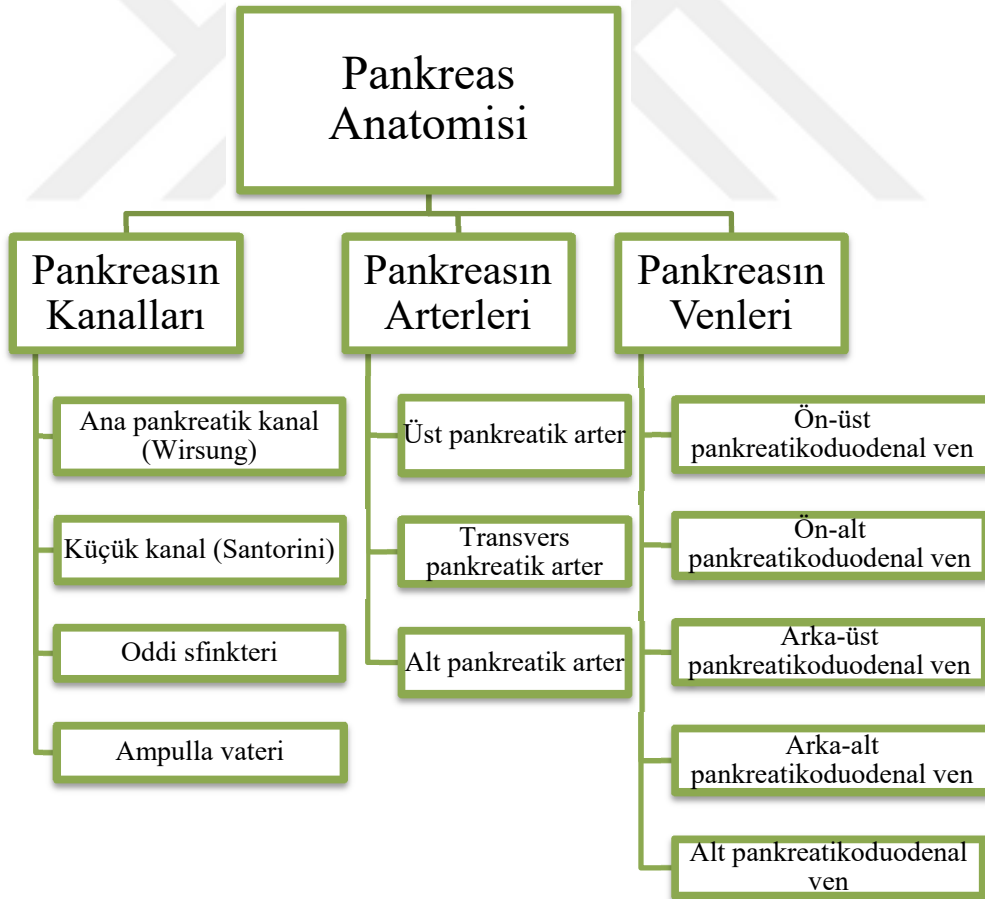 Pankreas
Anatomisi
Pankreasın
Kanalları
Ana pankreatik kanal
(Wirsung)
Küçük kanal (Santorini)
Oddi sfinkteri
Ampulla vateri
Pankreasın
Arterleri
Üst pankreatik arter
Transvers
pankreatik arter
Alt pankreatik arter
Pankreasın
Venleri
Ön-üst
pankreatikoduodenal ven
Ön-alt
pankreatikoduodenal ven
Arka-üst
pankreatikoduodenal ven
Arka-alt
pankreatikoduodenal ven
Alt pankreatikoduodenal
ven